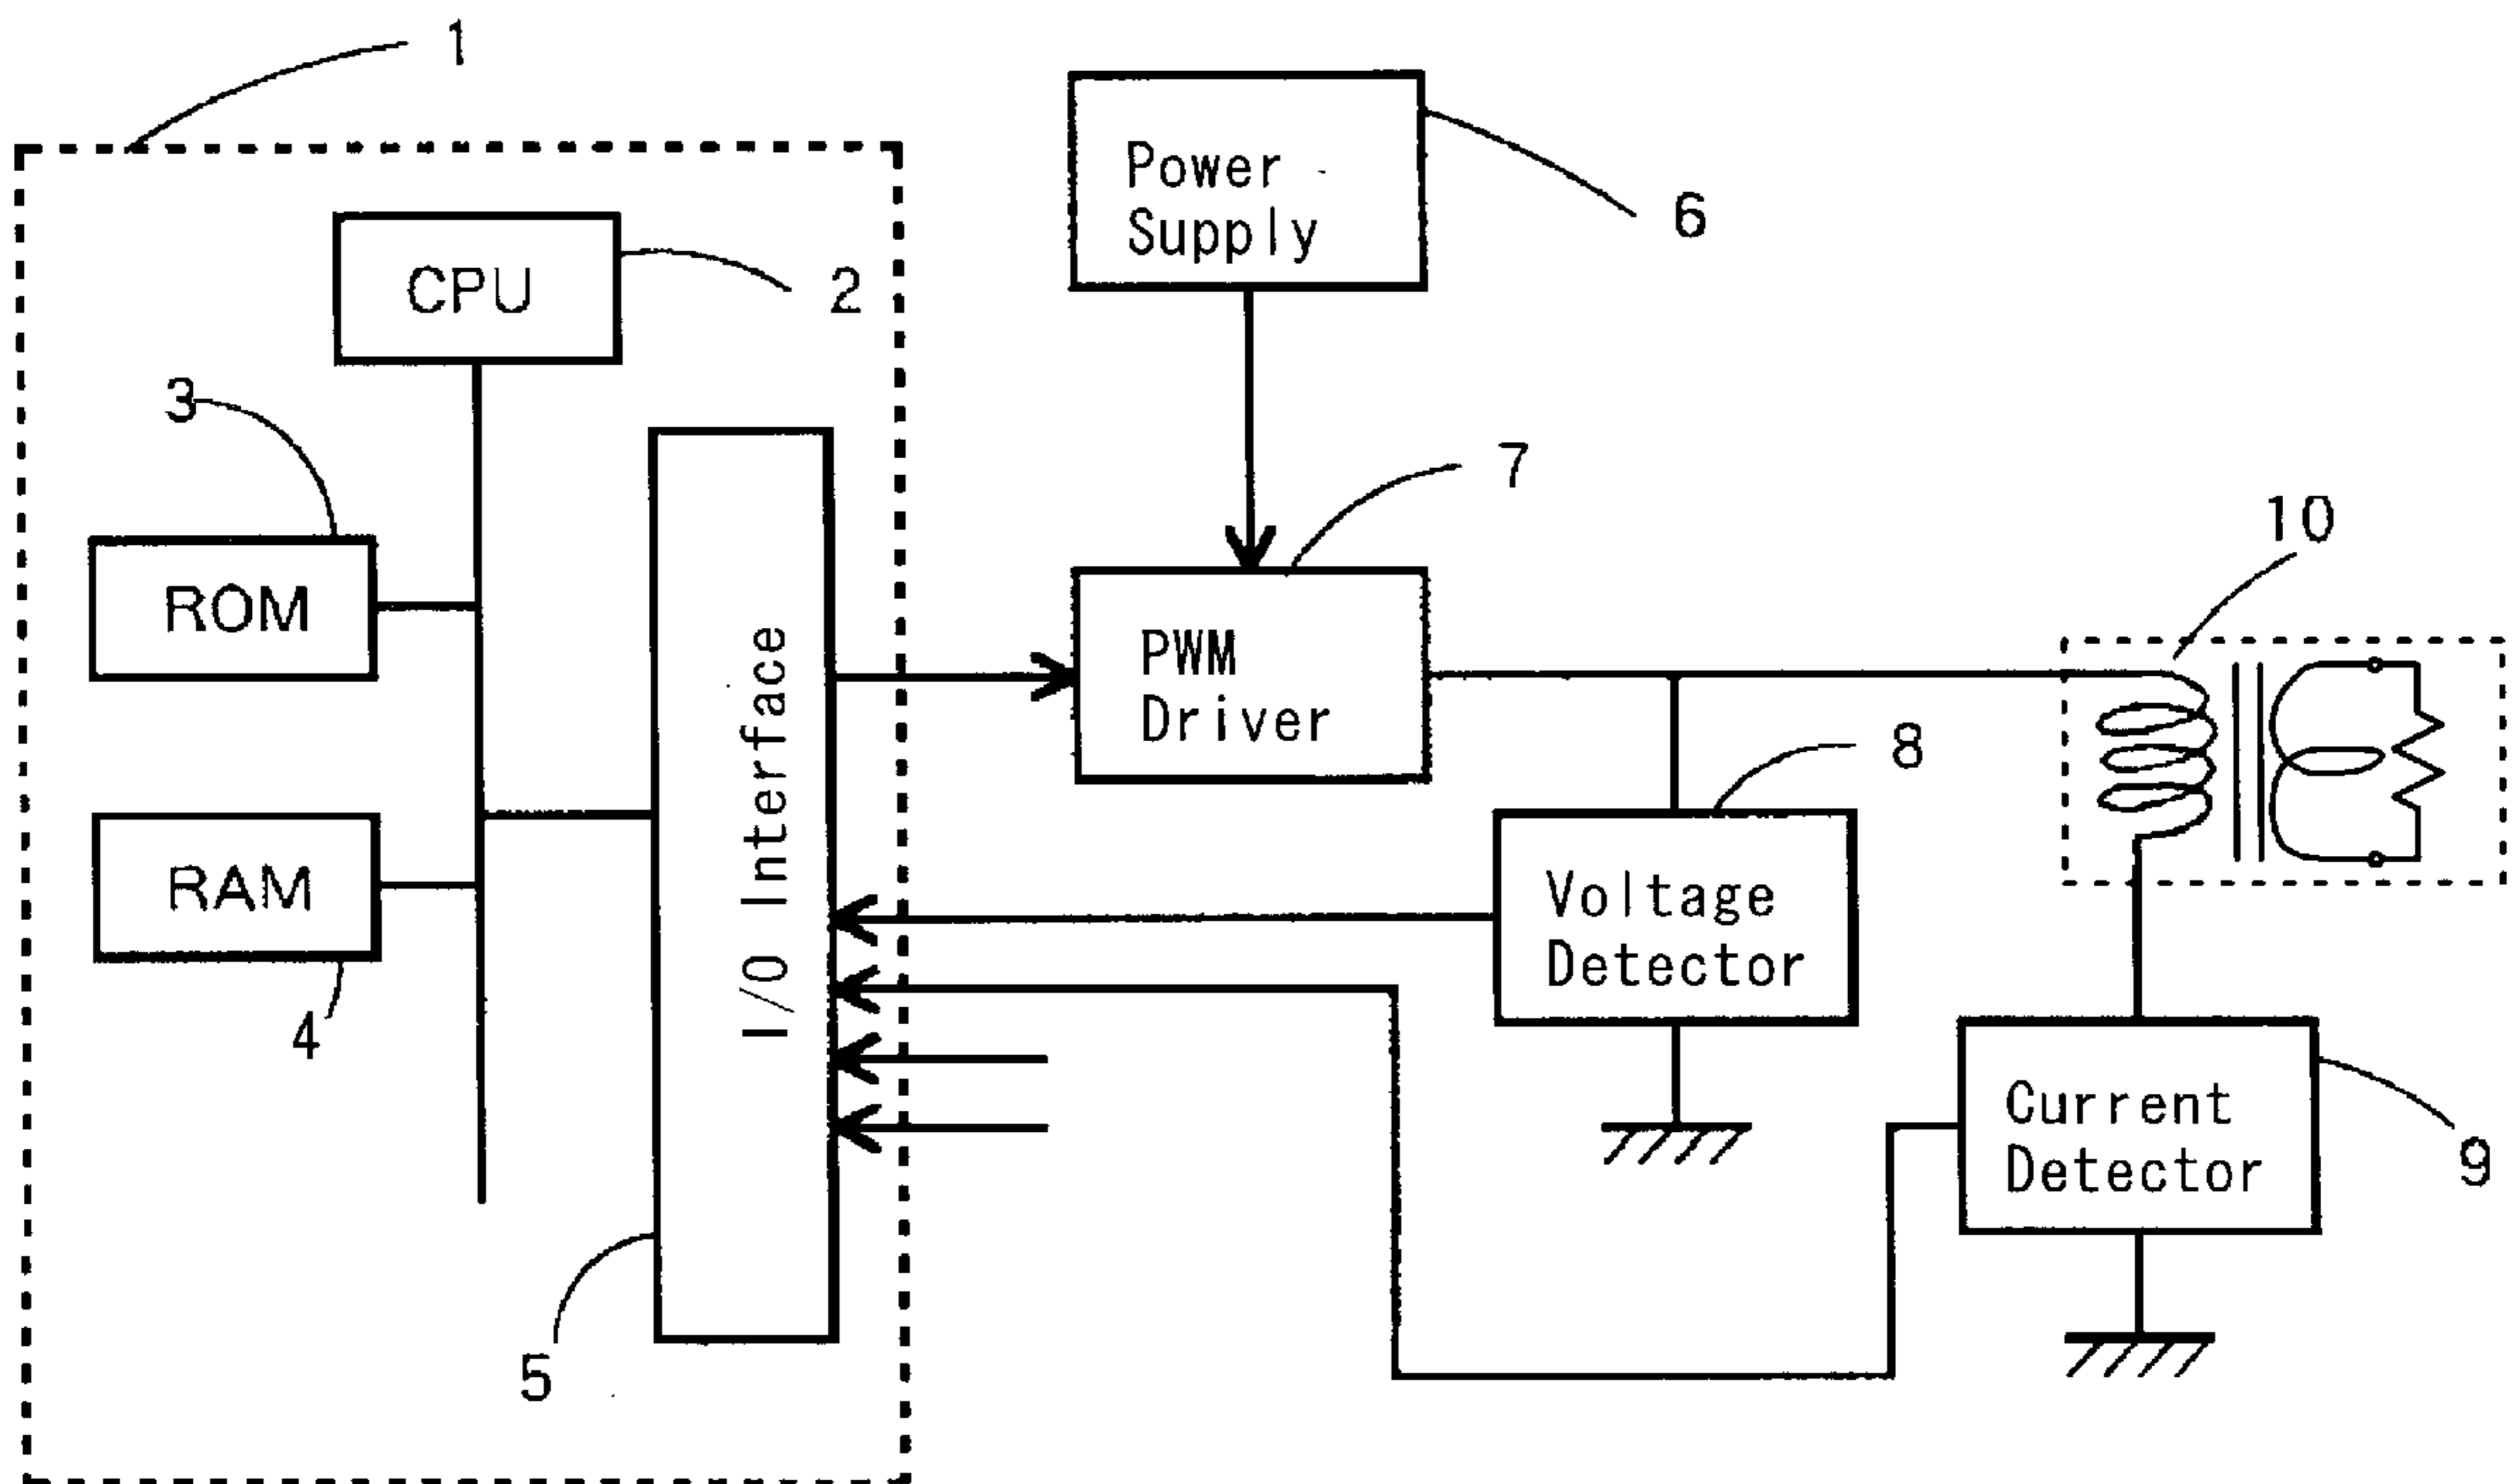 1
Power
Supply
6
CPU
2
3
ROM
7
PWM
Driver
10
I/O Interface
8
RAM
4
Voltage
Detector
Current
Detector
9
5